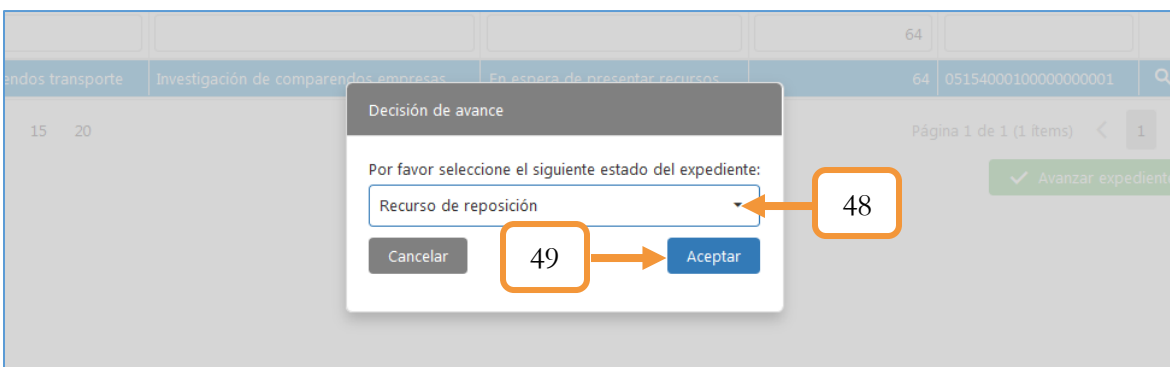 64
endos transporte Investigación de comparendos empresas En espera de presentar recursos 64 05154000100000000001
Decisión de avance
15 20 Página 1 de 1 (1 ítems) 1
Por favor seleccione el siguiente estado del expediente:
Avanzar expediente
Recurso de reposición 48
Cancelar 49 Aceptar